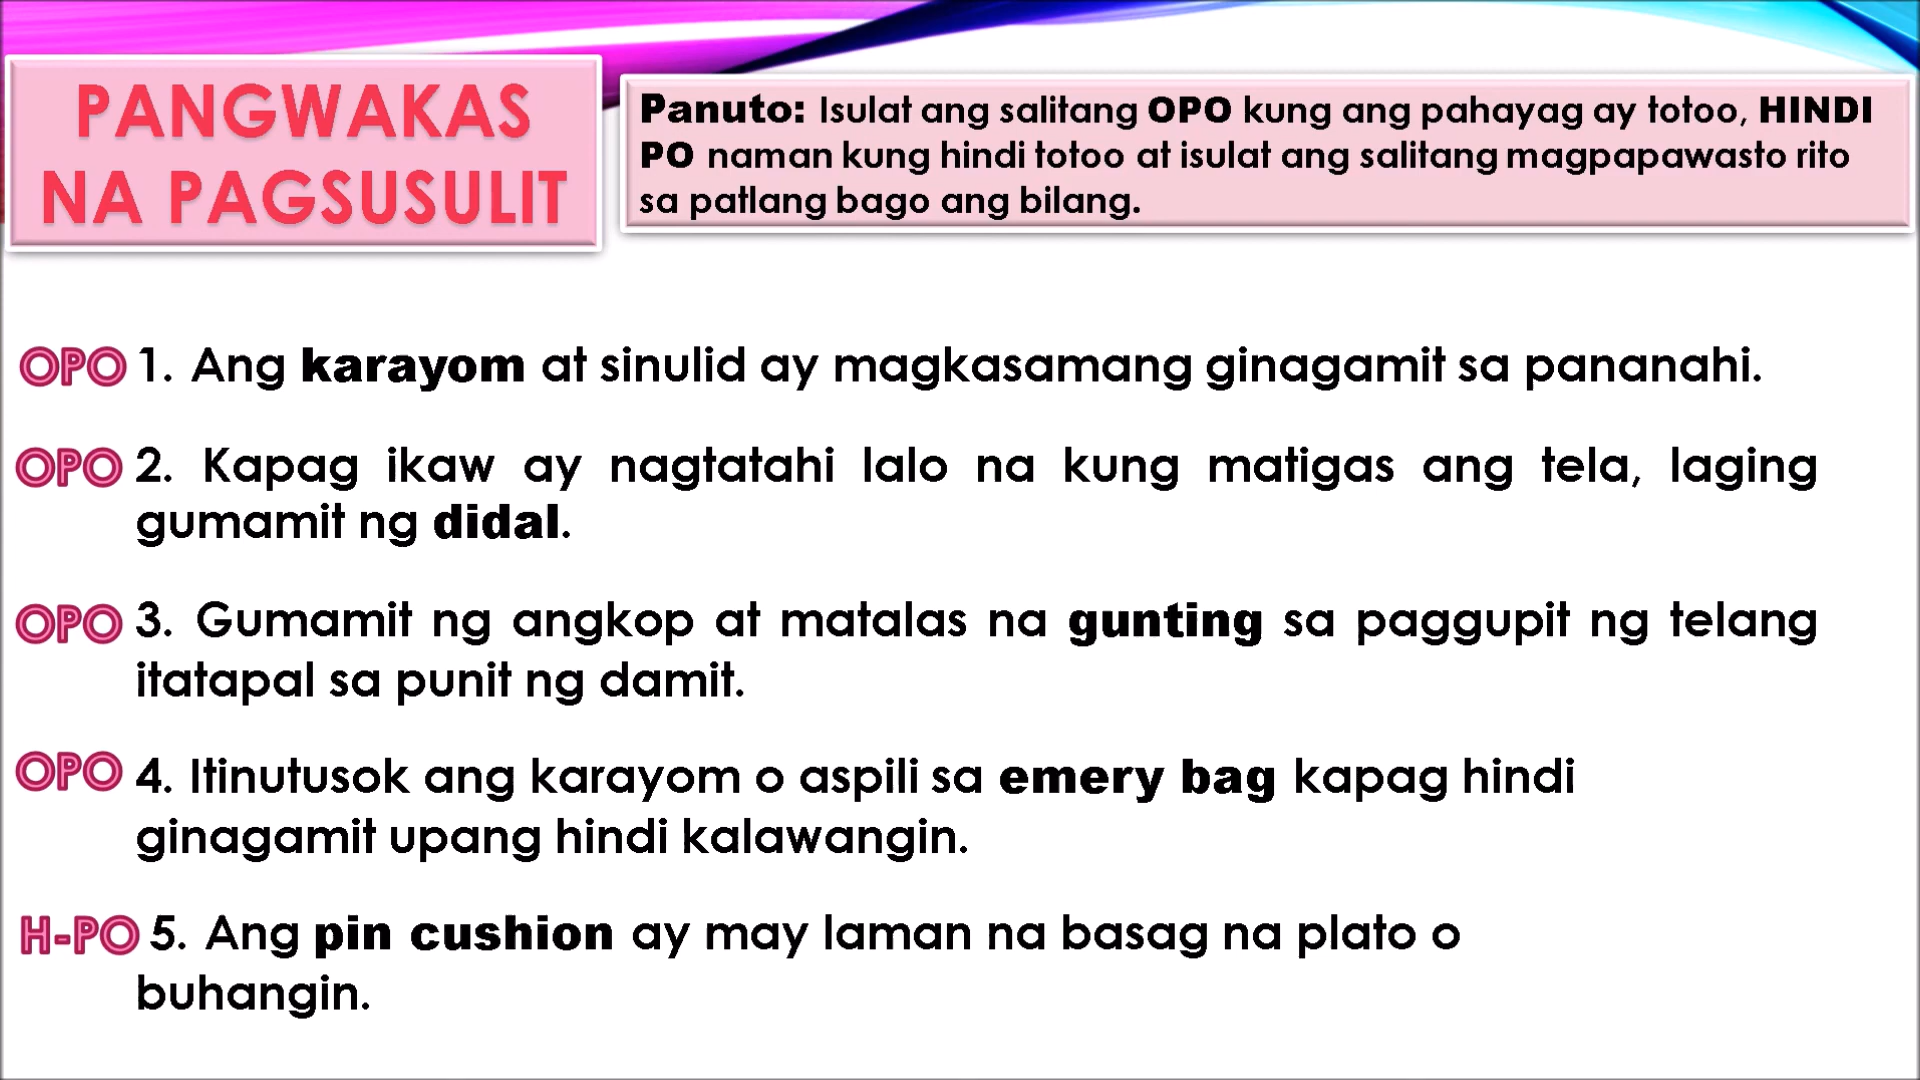 PANGWAKAS
NA PAGSUSULIT
Panuto: Isulat ang salitang OPO kung ang pahayag ay totoo, HINDI
PO naman kung hindi totoo at isulat ang salitang magpapawasto rito
sa patlang bago ang bilang.
OPO 1. Ang karayom at sinulid ay magkasamang ginagamit sa pananahi.
OPO 2. Kapag ikaw ay nagtatahi lalo na kung matigas ang tela, laging
gumamit ng didal.
OPO 3. Gumamit ng angkop at matalas na gunting sa paggupit ng telang
itatapal sa punit ng damit.
OPO 4. Itinutusok ang karayom o aspili sa emery bag kapag hindi
ginagamit upang hindi kalawangin.
H-PO 5. Ang pin cushion ay may laman na basag na plato o
buhangin.